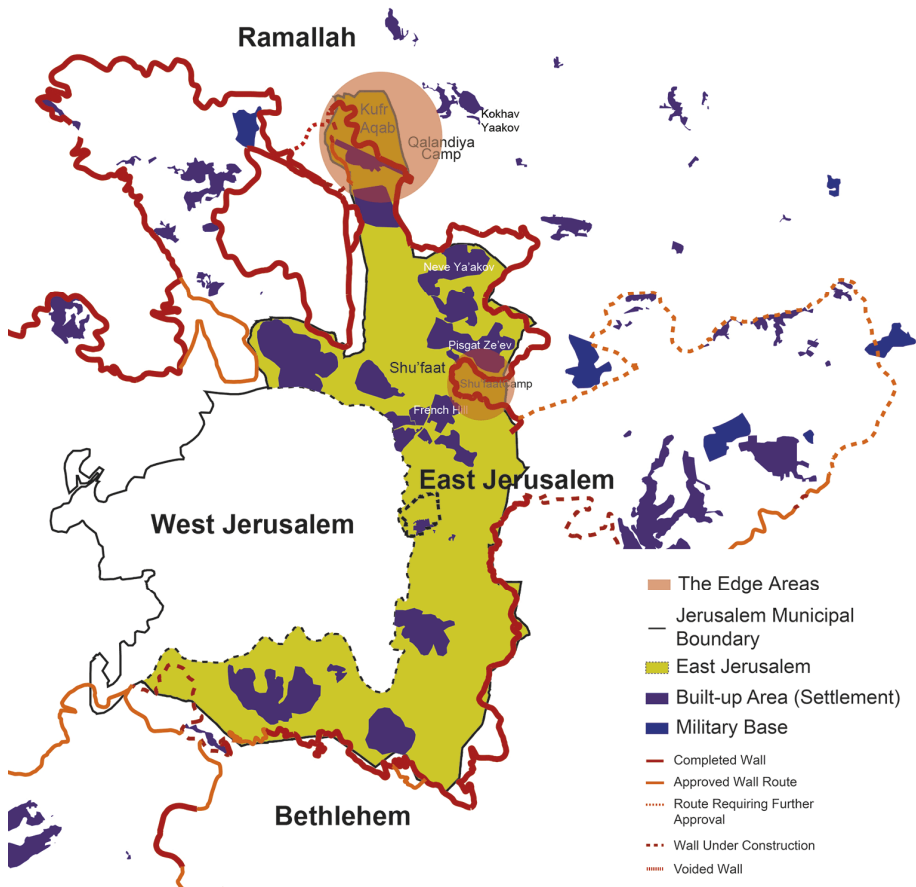 Ramallah
Kufr
Aqab
Kokhav
Yaakov
Qalandiya
Camp
Neve Ya'akov
Pisgat Ze'ev
Shu'faat
Shu'faat Camp
French Hill
East Jerusalem
West Jerusalem
Bethlehem
The Edge Areas
Jerusalem Municipal
Boundary
East Jerusalem
Built-up Area (Settlement)
Military Base
Completed Wall
Approved Wall Route
Route Requiring Further
Approval
Wall Under Construction
Voided Wall